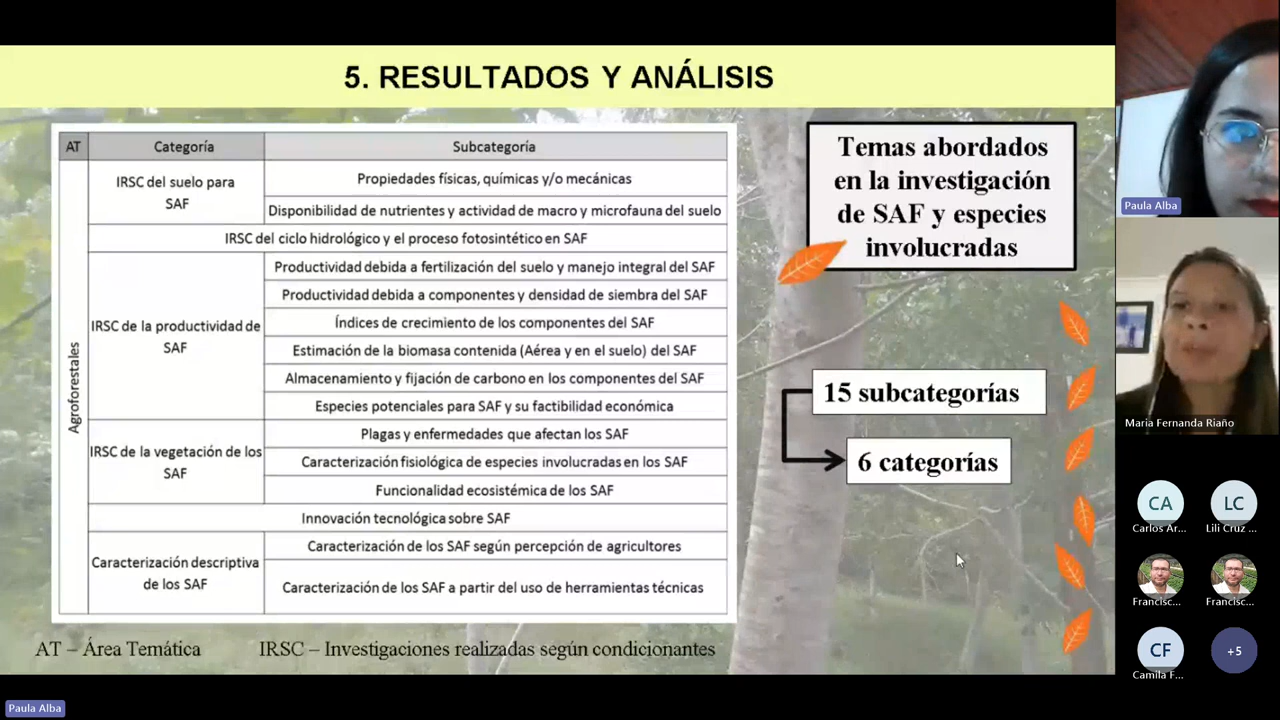 5. RESULTADOS Y ANÁLISIS
AT
Categoría
Subcategoría
Agroforestales
IRSC del suelo para
SAF
Propiedades físicas, químicas y/o mecánicas
Disponibilidad de nutrientes y actividad de macro y microfauna del suelo
IRSC del ciclo hidrológico y el proceso fotosintético en SAF
IRSC de la productividad de
SAF
Productividad debida a fertilización del suelo y manejo integral del SAF
Productividad debida a componentes y densidad de siembra del SAF
Índices de crecimiento de los componentes del SAF
Estimación de la biomasa contenida (Aérea y en el suelo) del SAF
Almacenamiento y fijación de carbono en los componentes del SAF
Especies potenciales para SAF y su factibilidad económica
IRSC de la vegetación de los
SAF
Plagas y enfermedades que afectan los SAF
Caracterización fisiológica de especies involucradas en los SAF
Funcionalidad ecosistémica de los SAF
Innovación tecnológica sobre SAF
Caracterización descriptiva
de los SAF
Caracterización de los SAF según percepción de agricultores
Caracterización de los SAF a partir del uso de herramientas técnicas
AT – Área Temática
IRSC – Investigaciones realizadas según condicionantes
Temas abordados
en la investigación
de SAF y especies
involucradas
15 subcategorías
6 categorías
Paula Alba
Maria Fernanda Riaño
CA
LC
Carlos Ar...
Lili Cruz ...
Francisc...
Francisc...
CF
+5
Camila F...
Paula Alba